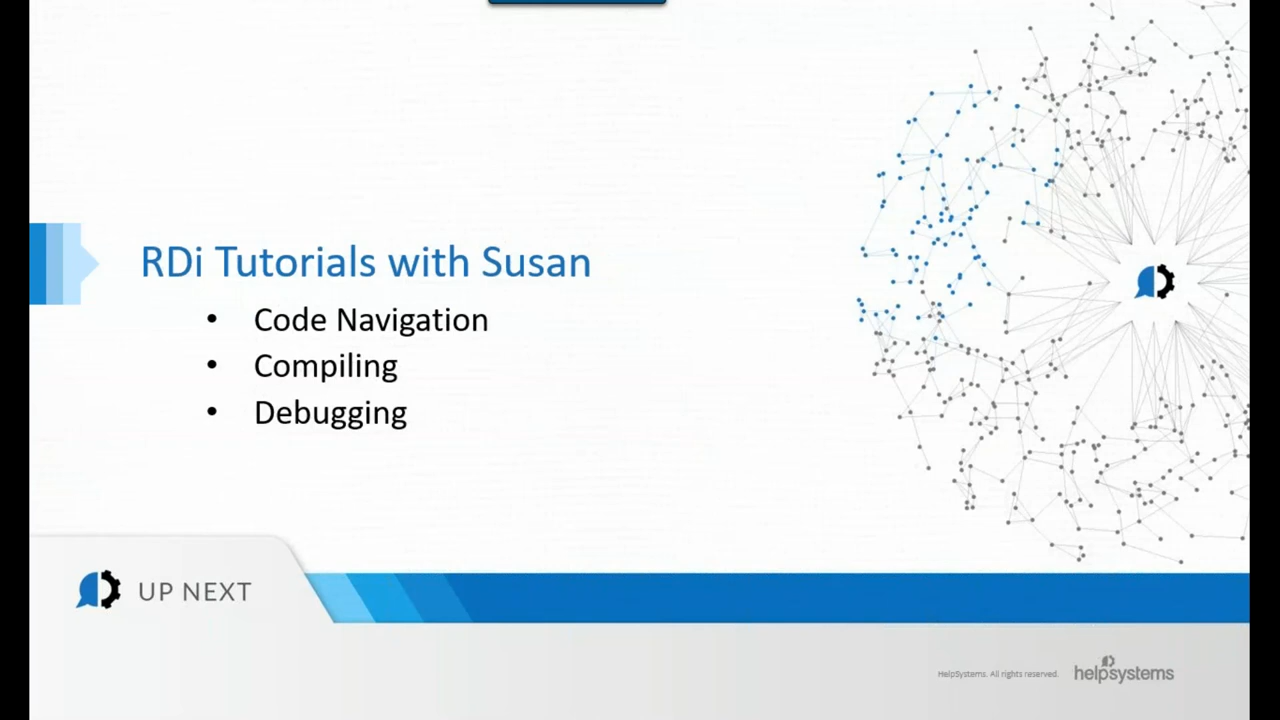 RDi Tutorials with Susan
• Code Navigation
• Compiling
• Debugging
UP NEXT
HelpSystems. All rights reserved.
helpsystems